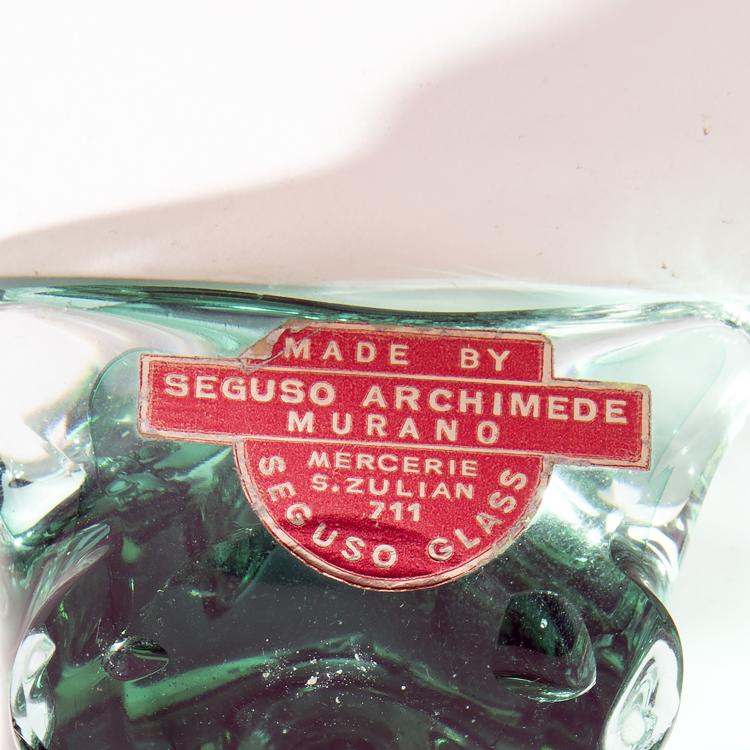 MADE BY
SEGUSO ARCHIMEDE
MURANO
MERCERIE
S.ZULIAN
711
SEGUSO GLASS